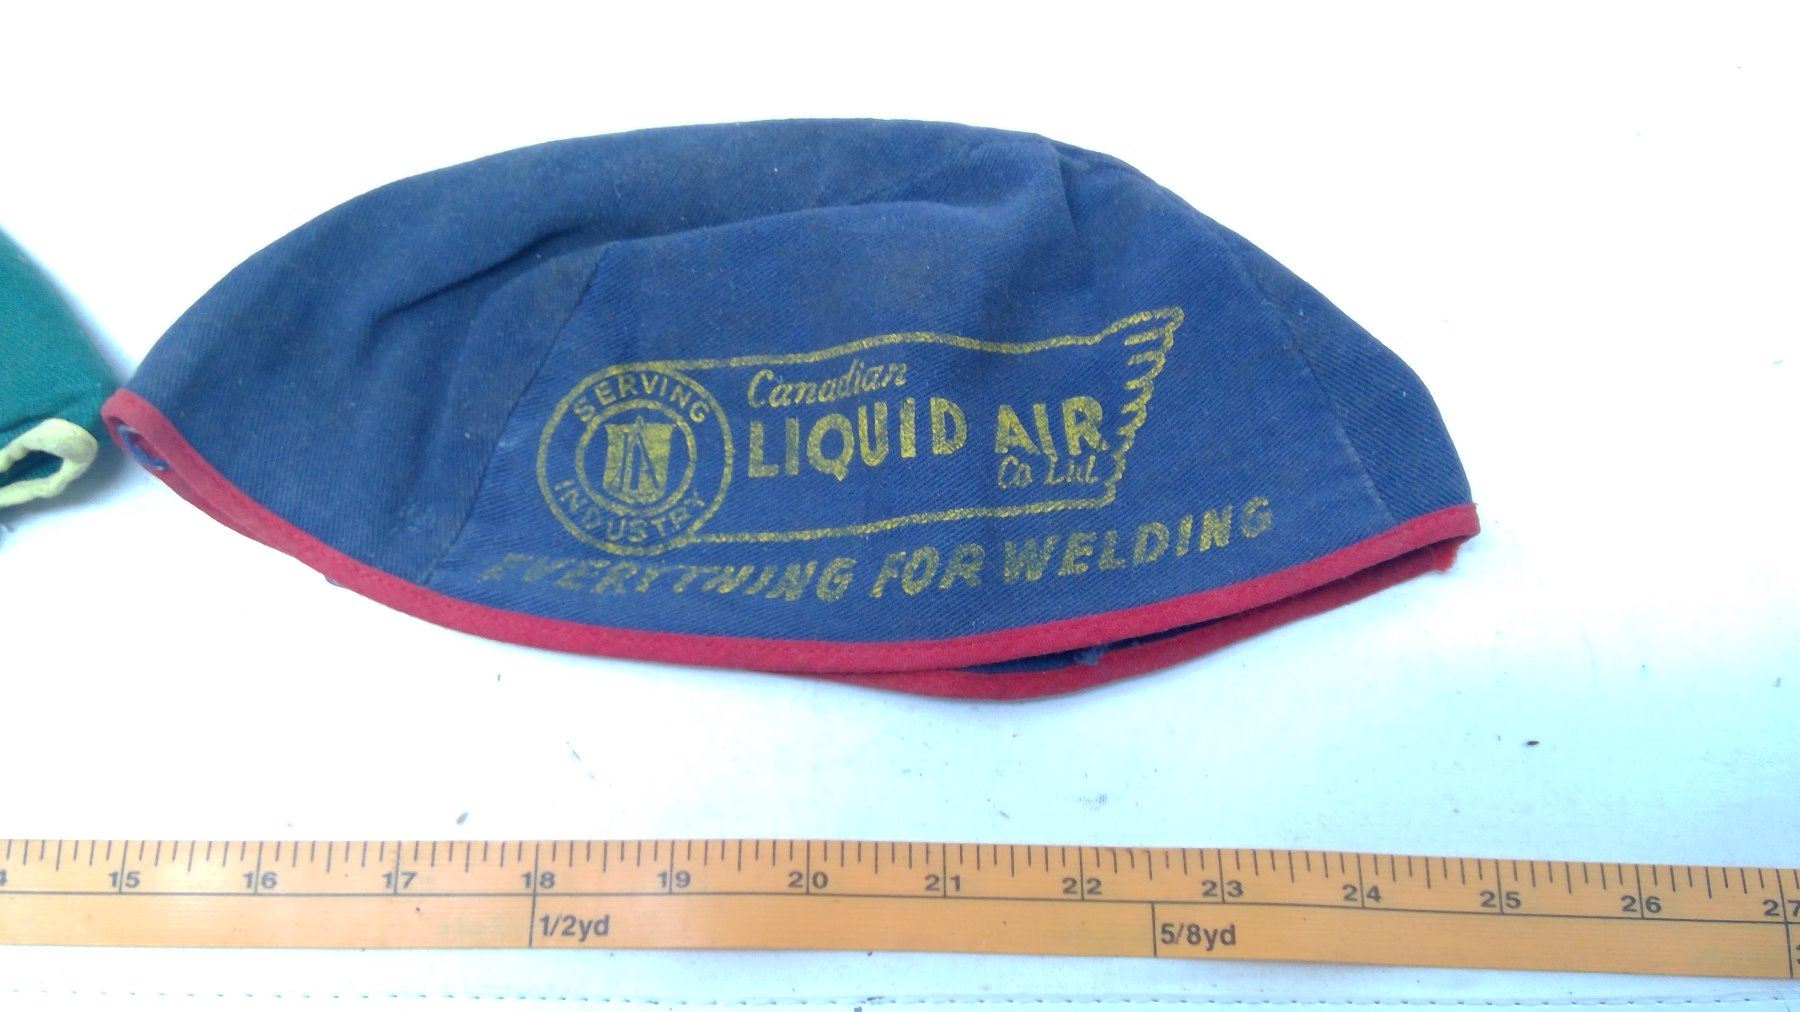 SERVING
INDUSTRY
Canadian
LIQUID AIR
Co Ltd
EVERYTHING FOR WELDING
15 16 17 18 19 20 21 22 23 24 25 26 27
1/2yd 5/8yd